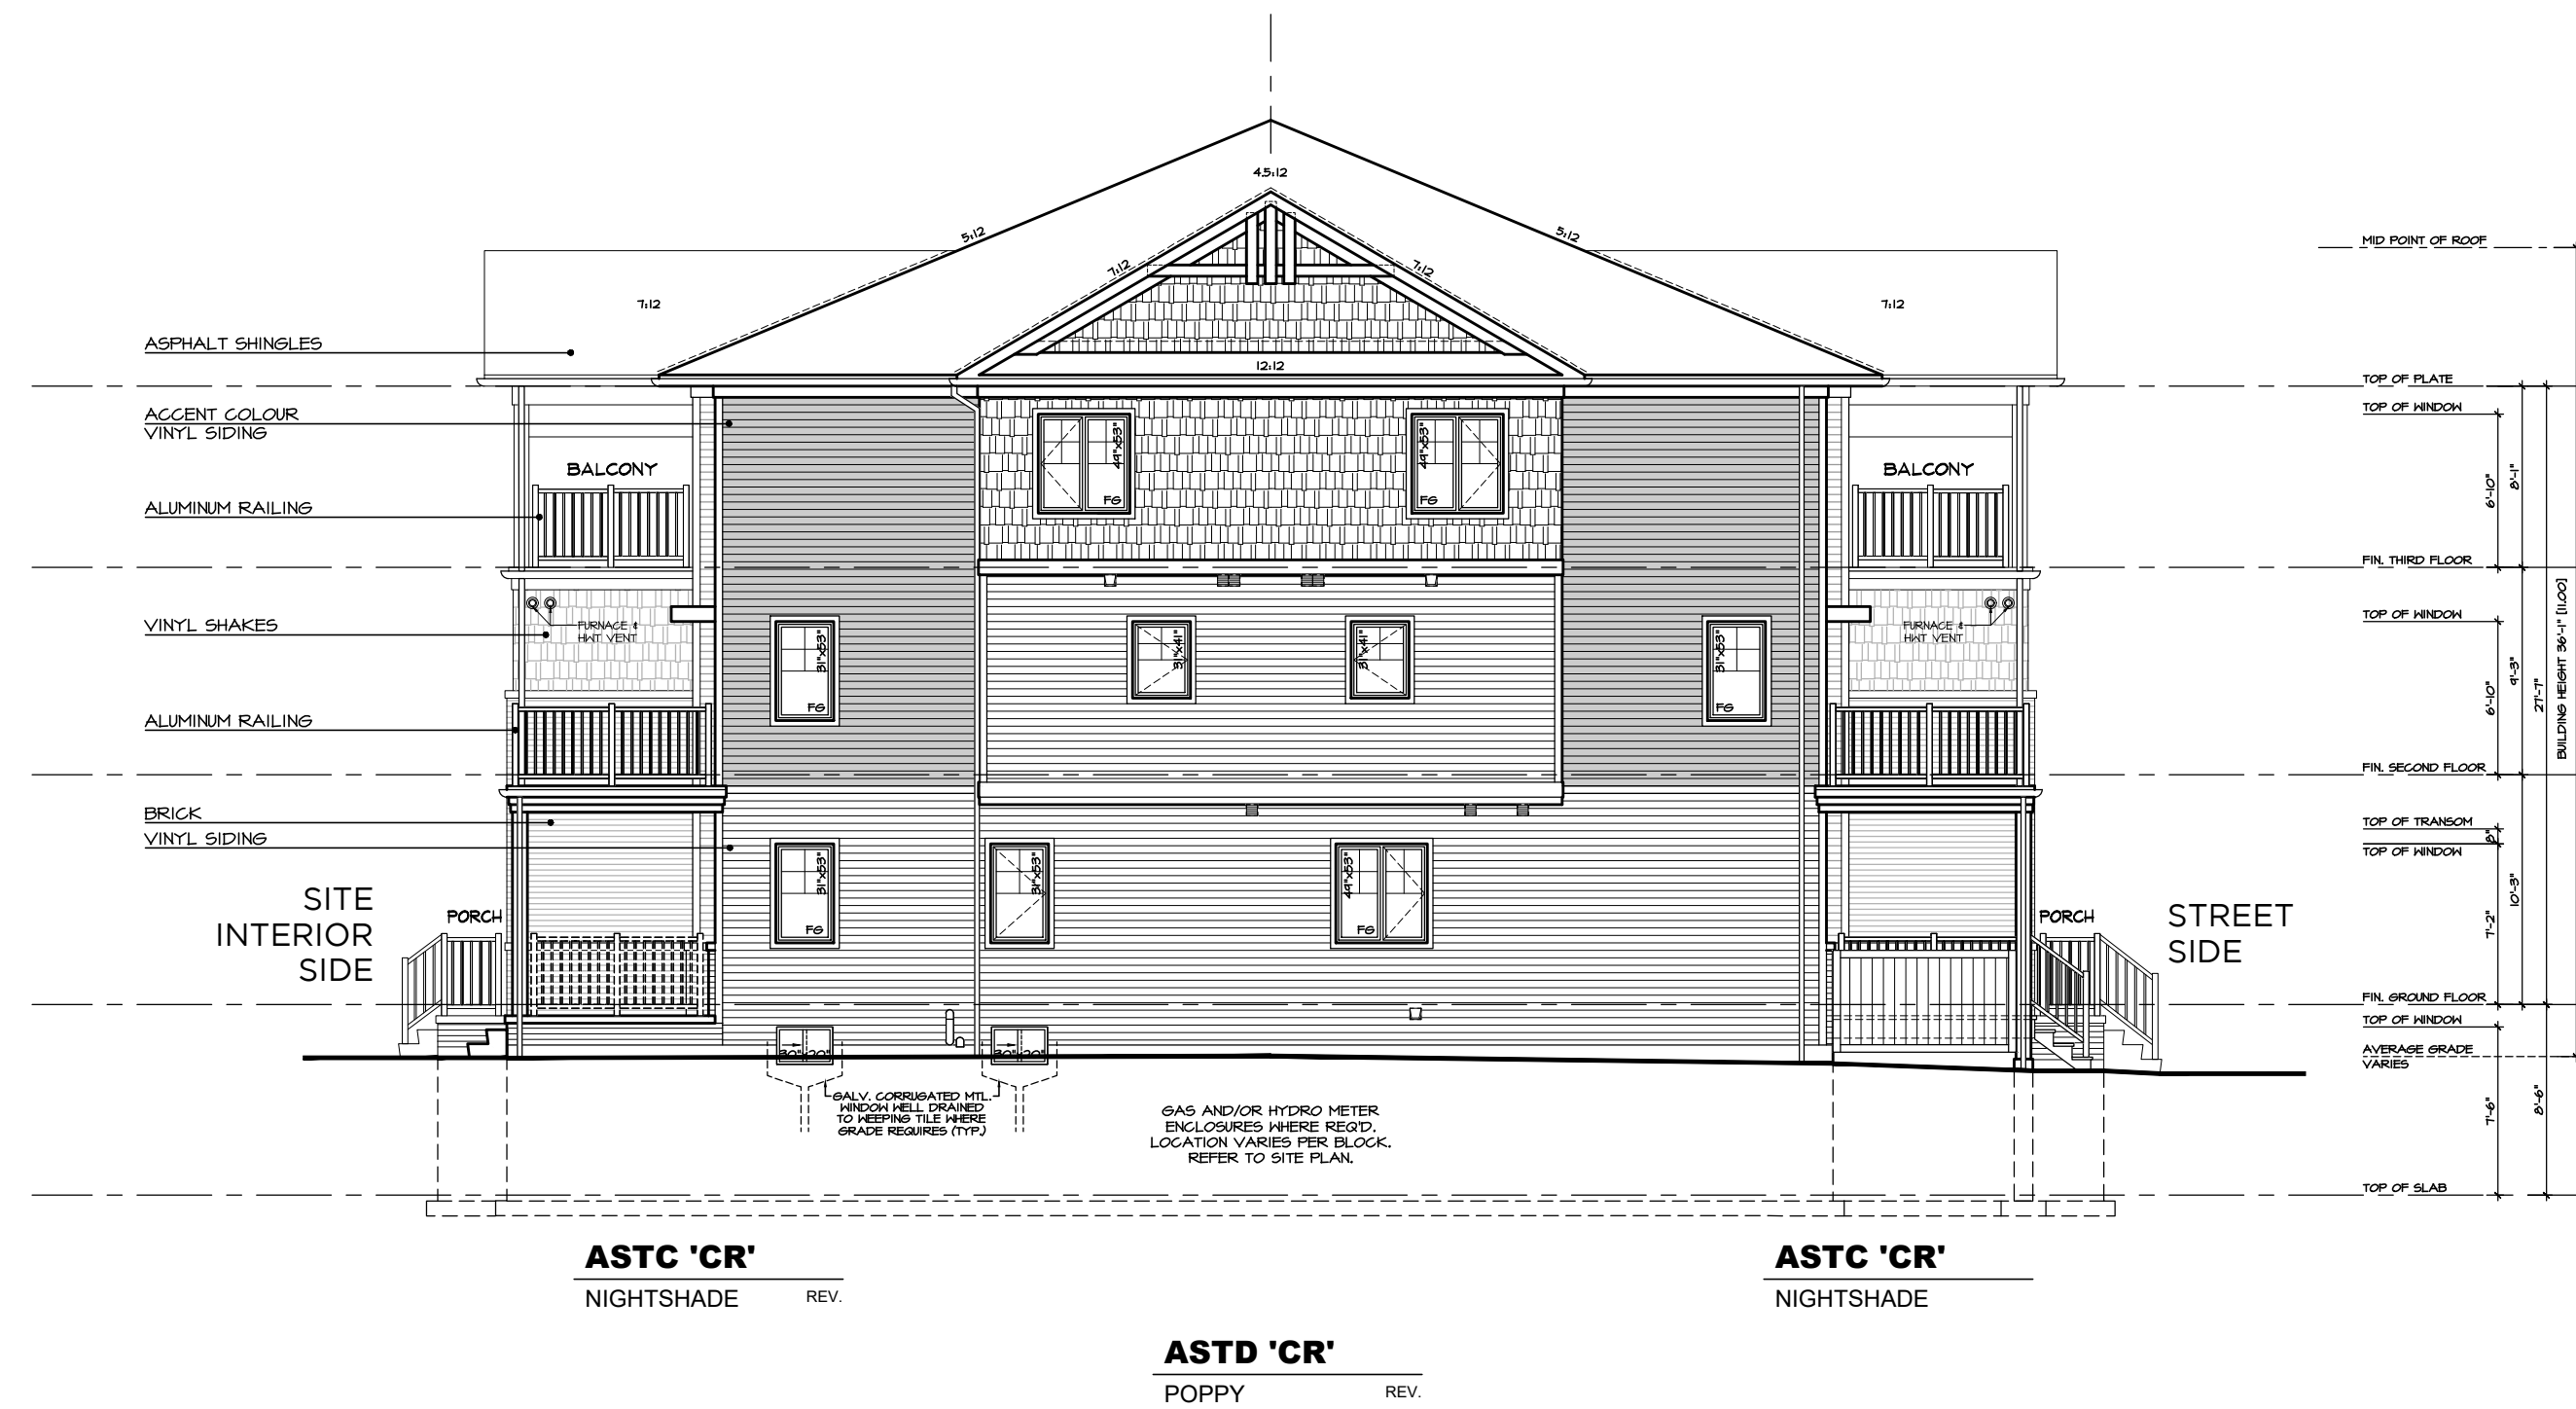 4.5:12
5:12
5:12
7:12
7:12
7:12
7:12
12:12
MID POINT OF ROOF
ASPHALT SHINGLES
ACCENT COLOUR
VINYL SIDING
BALCONY
ALUMINUM RAILING
VINYL SHAKES
FURNACE &
HWT VENT
ALUMINUM RAILING
BRICK
VINYL SIDING
SITE
INTERIOR
SIDE
PORCH
49"x53"
FG
49"x53"
FG
31"x53"
FG
31"x41"
31"x41"
31"x53"
31"x53"
FG
31"x53"
49"x53"
FG
30"x20"
30"x20"
GALV. CORRUGATED MTL.
WINDOW WELL DRAINED
TO WEEPING TILE WHERE
GRADE REQUIRES (TYP.)
GAS AND/OR HYDRO METER
ENCLOSURES WHERE REQ'D.
LOCATION VARIES PER BLOCK.
REFER TO SITE PLAN.
BALCONY
FURNACE &
HWT VENT
PORCH
STREET
SIDE
TOP OF PLATE
TOP OF WINDOW
FIN. THIRD FLOOR
TOP OF WINDOW
FIN. SECOND FLOOR
TOP OF TRANSOM
TOP OF WINDOW
FIN. GROUND FLOOR
TOP OF WINDOW
AVERAGE GRADE
VARIES
TOP OF SLAB
6'-10"
8'-1"
6'-10"
9'-3"
27'-7"
BUILDING HEIGHT 36'-1" [11.00]
8"
7'-2"
10'-3"
7'-6"
8'-6"
ASTC 'CR'
NIGHTSHADE REV.
ASTC 'CR'
NIGHTSHADE
ASTD 'CR'
POPPY REV.